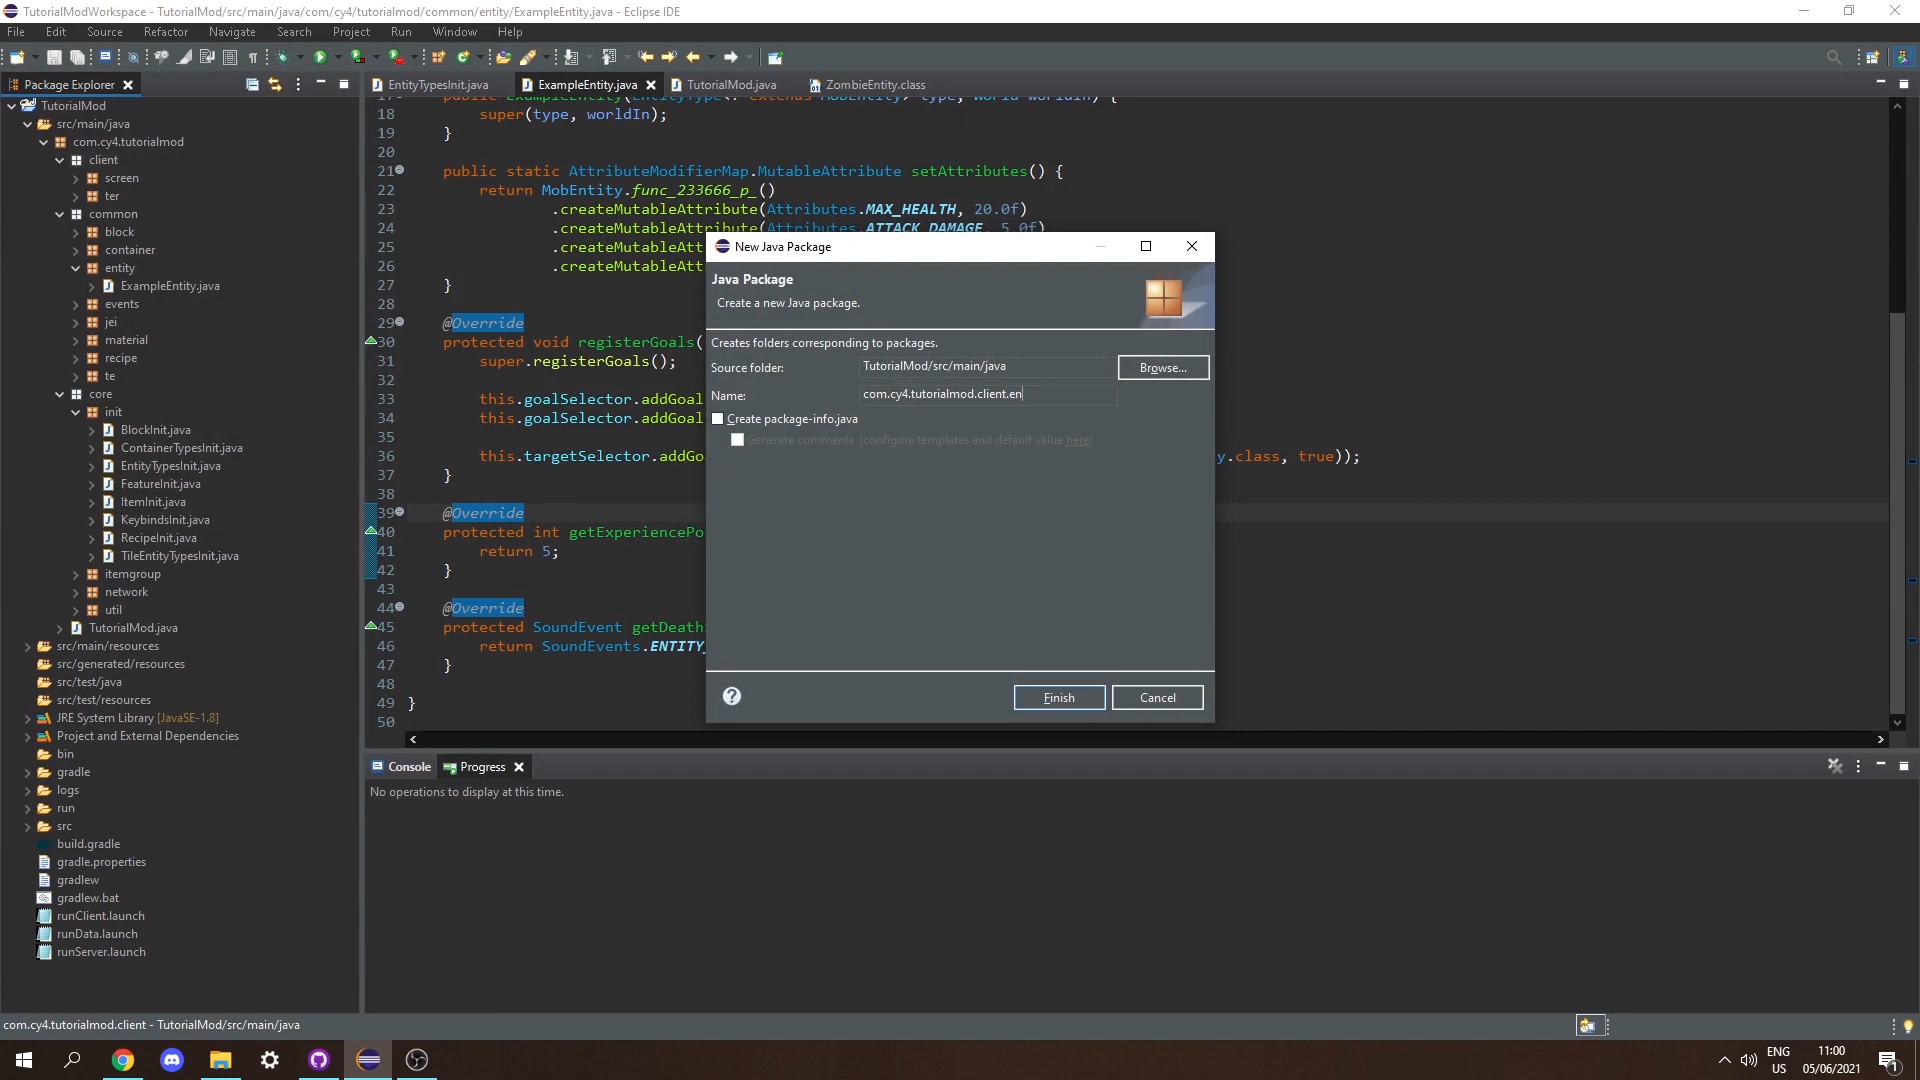 TutorialModWorkspace - TutorialMod/src/main/java/com/cy4/tutorialmod/common/entity/ExampleEntity.java - Eclipse IDE
File Edit Source Refactor Navigate Search Project Run Window Help
Package Explorer
TutorialMod
src/main/java
com.cy4.tutorialmod
client
screen
ter
common
block
container
entity
ExampleEntity.java
events
jei
material
recipe
te
core
init
BlockInit.java
ContainerTypesInit.java
EntityTypesInit.java
FeatureInit.java
ItemInit.java
KeybindsInit.java
RecipeInit.java
TileEntityTypesInit.java
itemgroup
network
util
TutorialMod.java
src/main/resources
src/generated/resources
src/test/java
src/test/resources
JRE System Library [JavaSE-1.8]
Project and External Dependencies
bin
gradle
logs
run
src
build.gradle
gradle.properties
gradlew
gradlew.bat
runClient.launch
runData.launch
runServer.launch
EntityTypesInit.java ExampleEntity.java TutorialMod.java ZombieEntity.class
17 public ExampleEntity(EntityType<? extends MobEntity> type, World worldIn) {
18 super(type, worldIn);
19 }
20
21 public static AttributeModifierMap.MutableAttribute setAttributes() {
22 return MobEntity.func_233666_p_()
23 .createMutableAttribute(Attributes.MAX_HEALTH, 20.0f)
24 .createMutableAttribute(Attributes.ATTACK_DAMAGE, 5.0f)
25 .createMutableAtt
26 .createMutableAtt
27 }
28
29 @Override
30 protected void registerGoals(
31 super.registerGoals();
32
33 this.goalSelector.addGoal
34 this.goalSelector.addGoal
35
36 this.targetSelector.addGo y.class, true));
37 }
38
39 @Override
40 protected int getExperiencePo
41 return 5;
42 }
43
44 @Override
45 protected SoundEvent getDeath
46 return SoundEvents.ENTITY_
47 }
48
49 }
50
New Java Package
Java Package
Create a new Java package.
Creates folders corresponding to packages.
Source folder: TutorialMod/src/main/java Browse...
Name: com.cy4.tutorialmod.client.en
Create package-info.java
Generate comments (configure templates and default value here)
Finish Cancel
Console Progress
No operations to display at this time.
com.cy4.tutorialmod.client - TutorialMod/src/main/java
ENG
US
11:00
05/06/2021
1